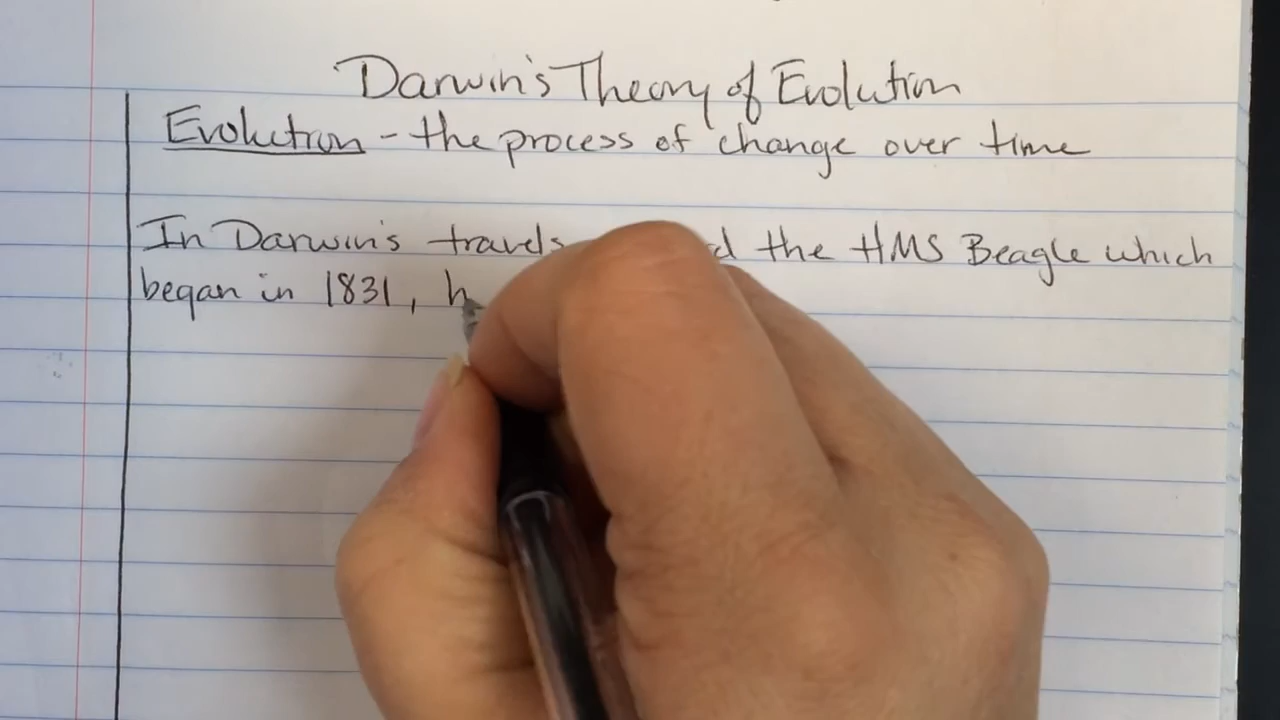 Darwin's Theory of Evolution
Evolution - the process of change over time
In Darwin's travels the HMS Beagle which
began in 1831, h